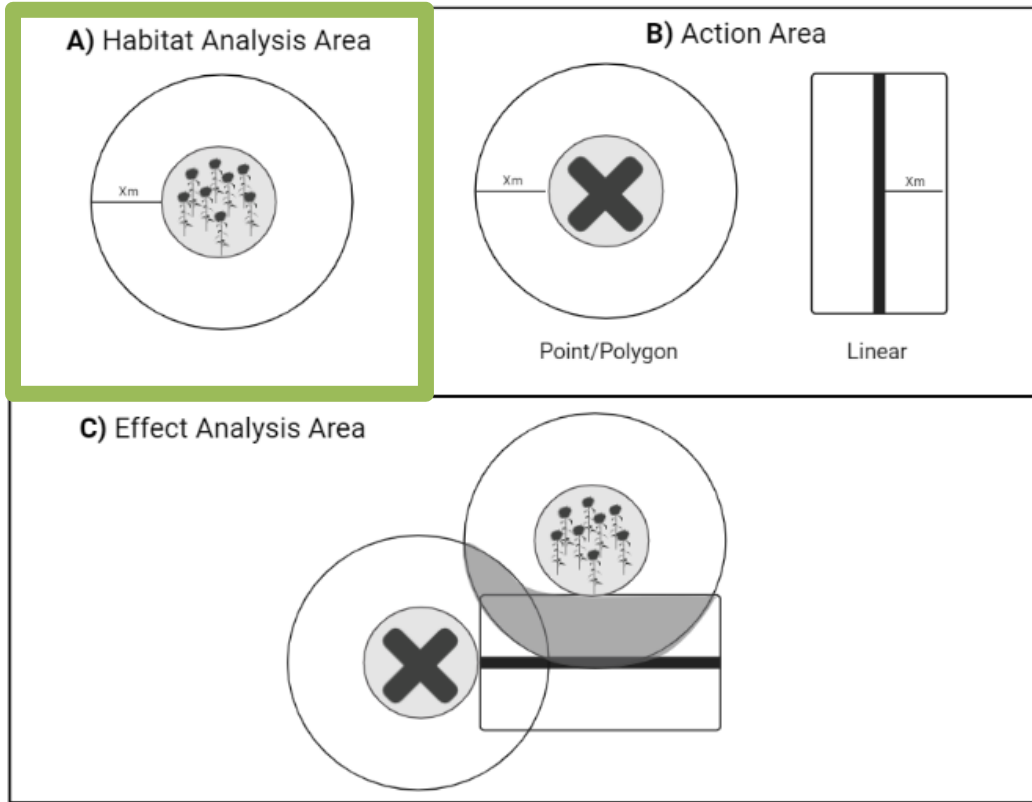 A) Habitat Analysis Area
Xm
B) Action Area
Xm
Xm
Point/Polygon
Linear
C) Effect Analysis Area